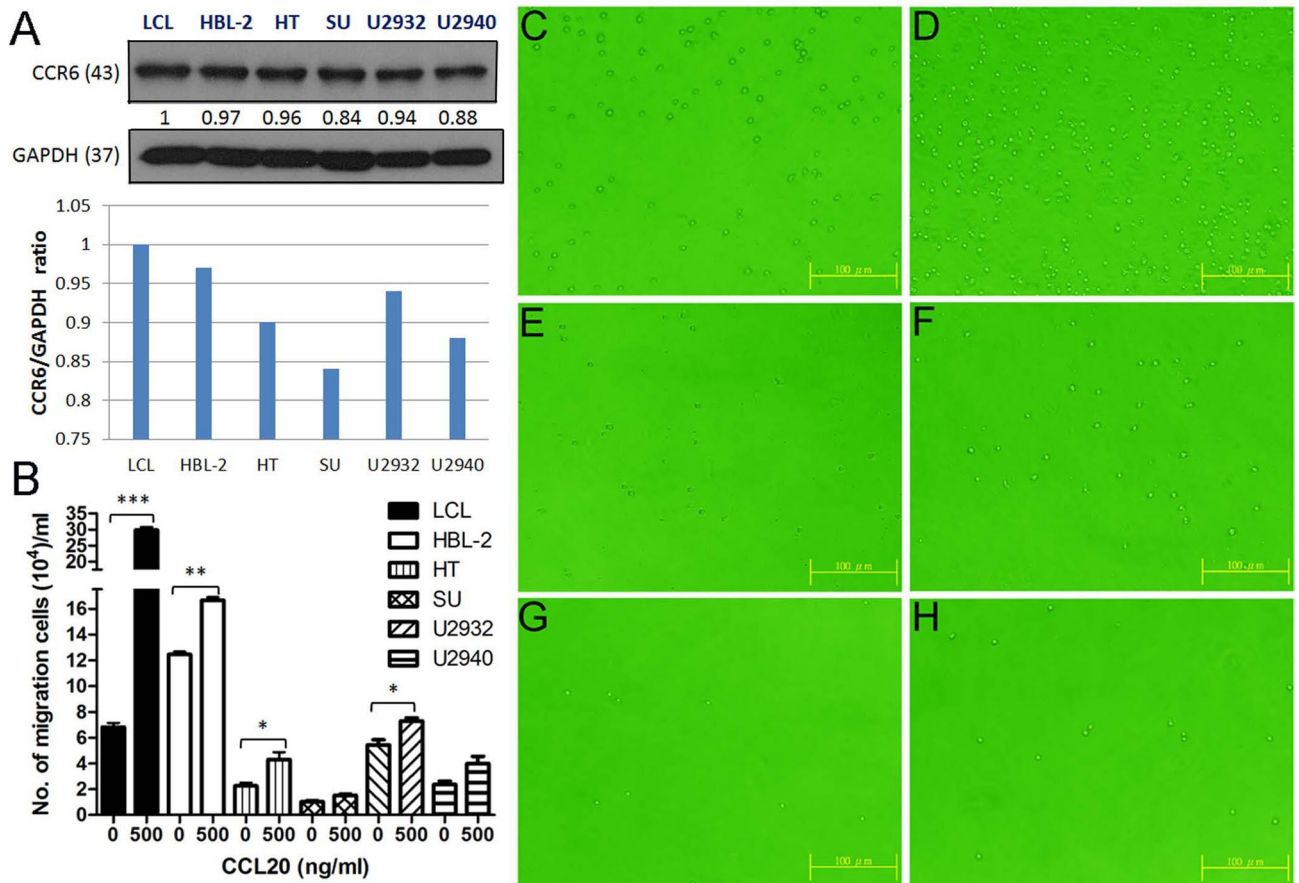 A
LCL HBL-2 HT SU U2932 U2940
CCR6 (43)
1 0.97 0.96 0.84 0.94 0.88
GAPDH (37)
CCR6/GAPDH ratio
1.05
1
0.95
0.9
0.85
0.8
0.75
LCL HBL-2 HT SU U2932 U2940
B
No. of migration cells (10⁴)/ml
35
30
25
20
16
12
8
6
4
2
0
***
**
*
*
LCL
HBL-2
HT
SU
U2932
U2940
0 500 0 500 0 500 0 500 0 500 0 500
CCL20 (ng/ml)
C
100 μm
D
100 μm
E
100 μm
F
100 μm
G
100 μm
H
100 μm